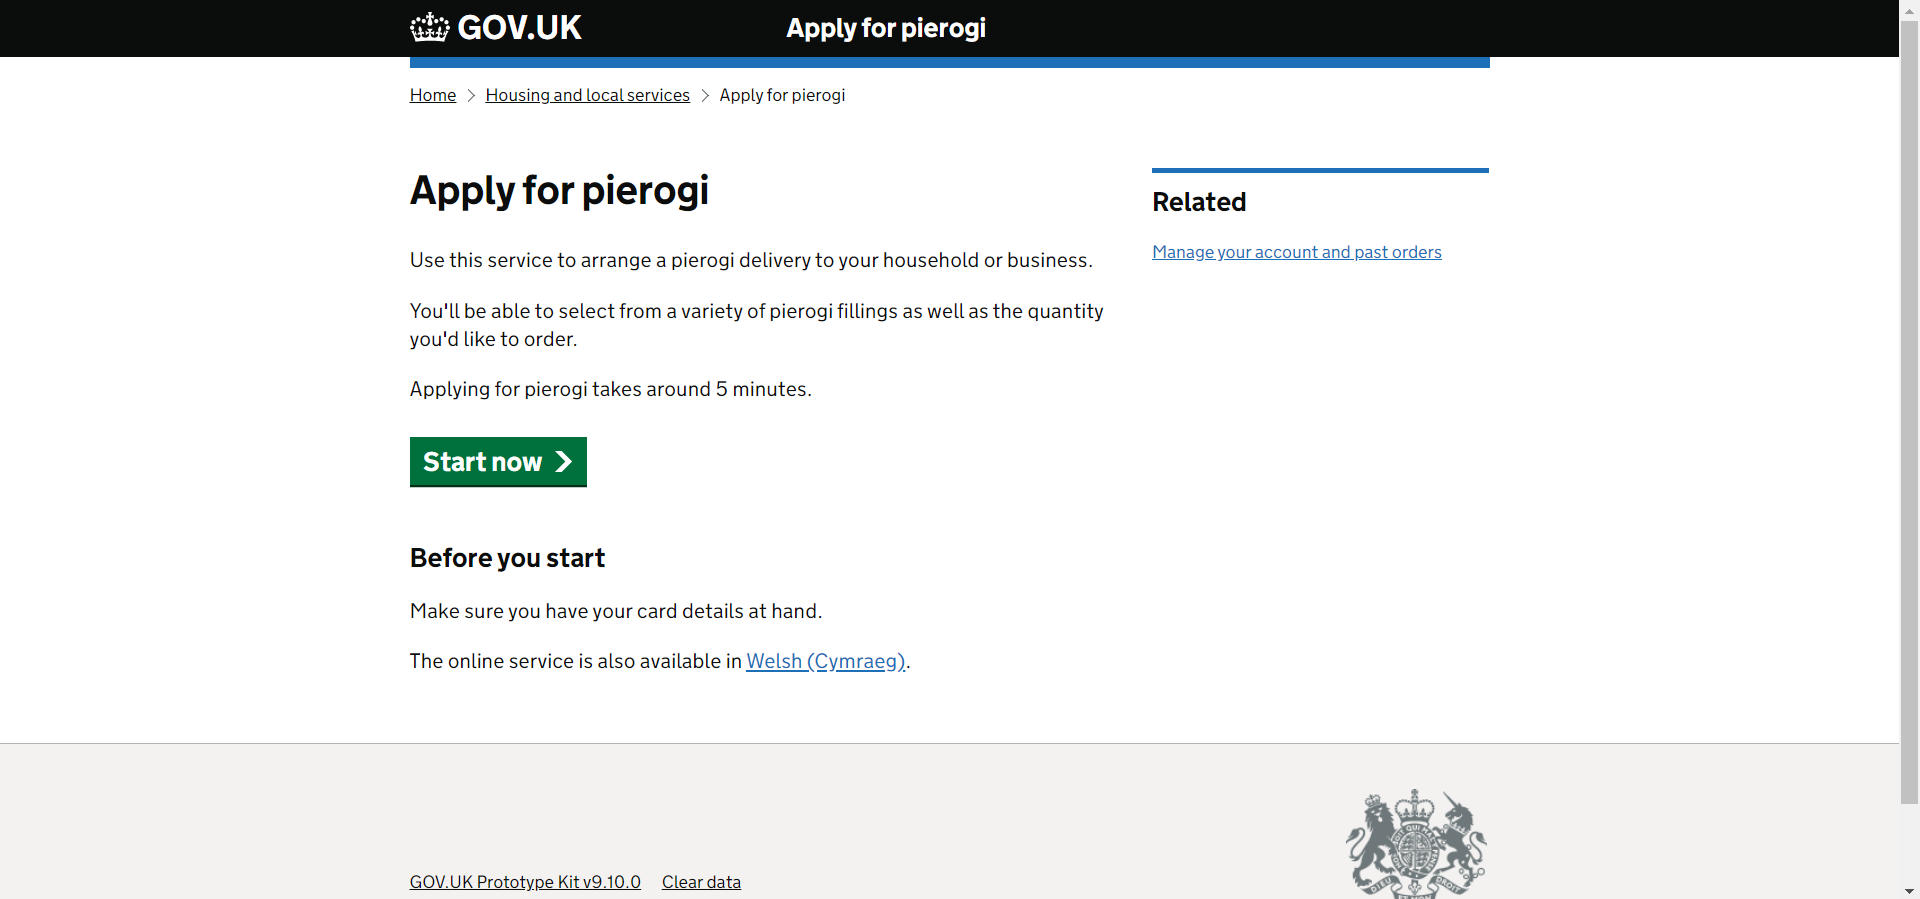 GOV.UK
Apply for pierogi
Home
Housing and local services
Apply for pierogi
Apply for pierogi
Use this service to arrange a pierogi delivery to your household or business.
You'll be able to select from a variety of pierogi fillings as well as the quantity
you'd like to order.
Applying for pierogi takes around 5 minutes.
Start now
Before you start
Make sure you have your card details at hand.
The online service is also available in Welsh (Cymraeg).
Related
Manage your account and past orders
GOV.UK Prototype Kit v9.10.0
Clear data
DIEU
DROIT